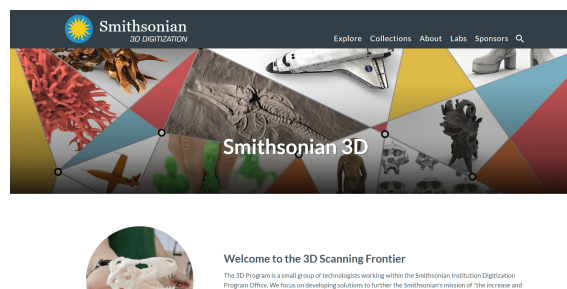 Smithsonian
3D DIGITIZATION
Explore Collections About Labs Sponsors
Smithsonian 3D
Welcome to the 3D Scanning Frontier
The 3D Program is a small group of technologists working within the Smithsonian Institution Digitization
Program Office. We focus on developing solutions to further the Smithsonian's mission of "the increase and